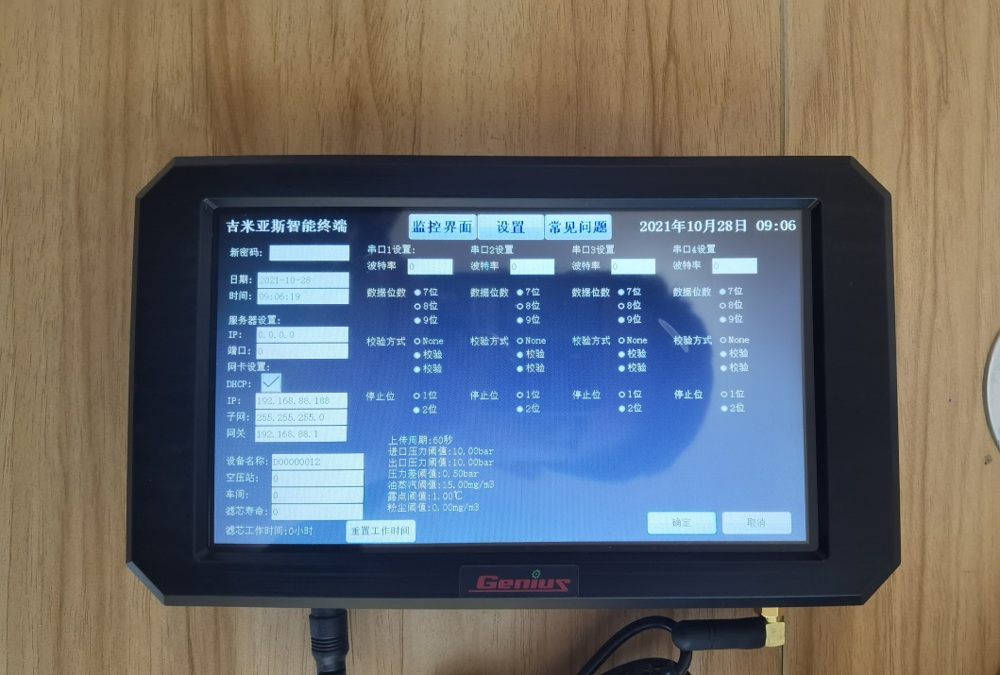 吉米亚斯智能终端 监控界面 设置 常见问题 2021年10月28日 09:06
新密码:
日期: 2021-10-28
时间: 09:06:19
服务器设置:
IP: 0.0.0.0
端口: 0
网卡设置:
DHCP:
IP: 192.168.88.188
子网: 255.255.255.0
网关 192.168.88.1
设备名称: D00000012
空压站: 0
车间: 0
滤芯寿命: 0
滤芯工作时间:0小时 重置工作时间
串口1设置:
波特率 0
数据位数 7位
8位
9位
校验方式 None
校验
校验
停止位 1位
2位
串口2设置
波特率 0
数据位数 7位
8位
9位
校验方式 None
校验
校验
停止位 1位
2位
串口3设置
波特率 0
数据位数 7位
8位
9位
校验方式 None
校验
校验
停止位 1位
2位
串口4设置
波特率 0
数据位数 7位
8位
9位
校验方式 None
校验
校验
停止位 1位
2位
上传周期:60秒
进口压力阈值:10.00bar
出口压力阈值:10.00bar
压力差阈值:0.50bar
油蒸汽阈值:15.00mg/m3
露点阈值:1.00℃
粉尘阈值:0.00mg/m3
确定 取消
Genius